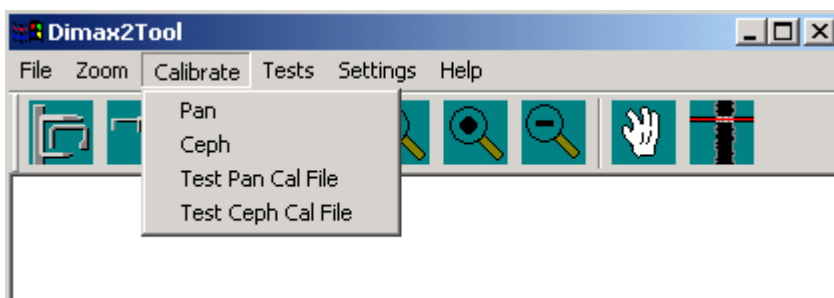 Dimax2Tool
File Zoom Calibrate Tests Settings Help
Pan
Ceph
Test Pan Cal File
Test Ceph Cal File